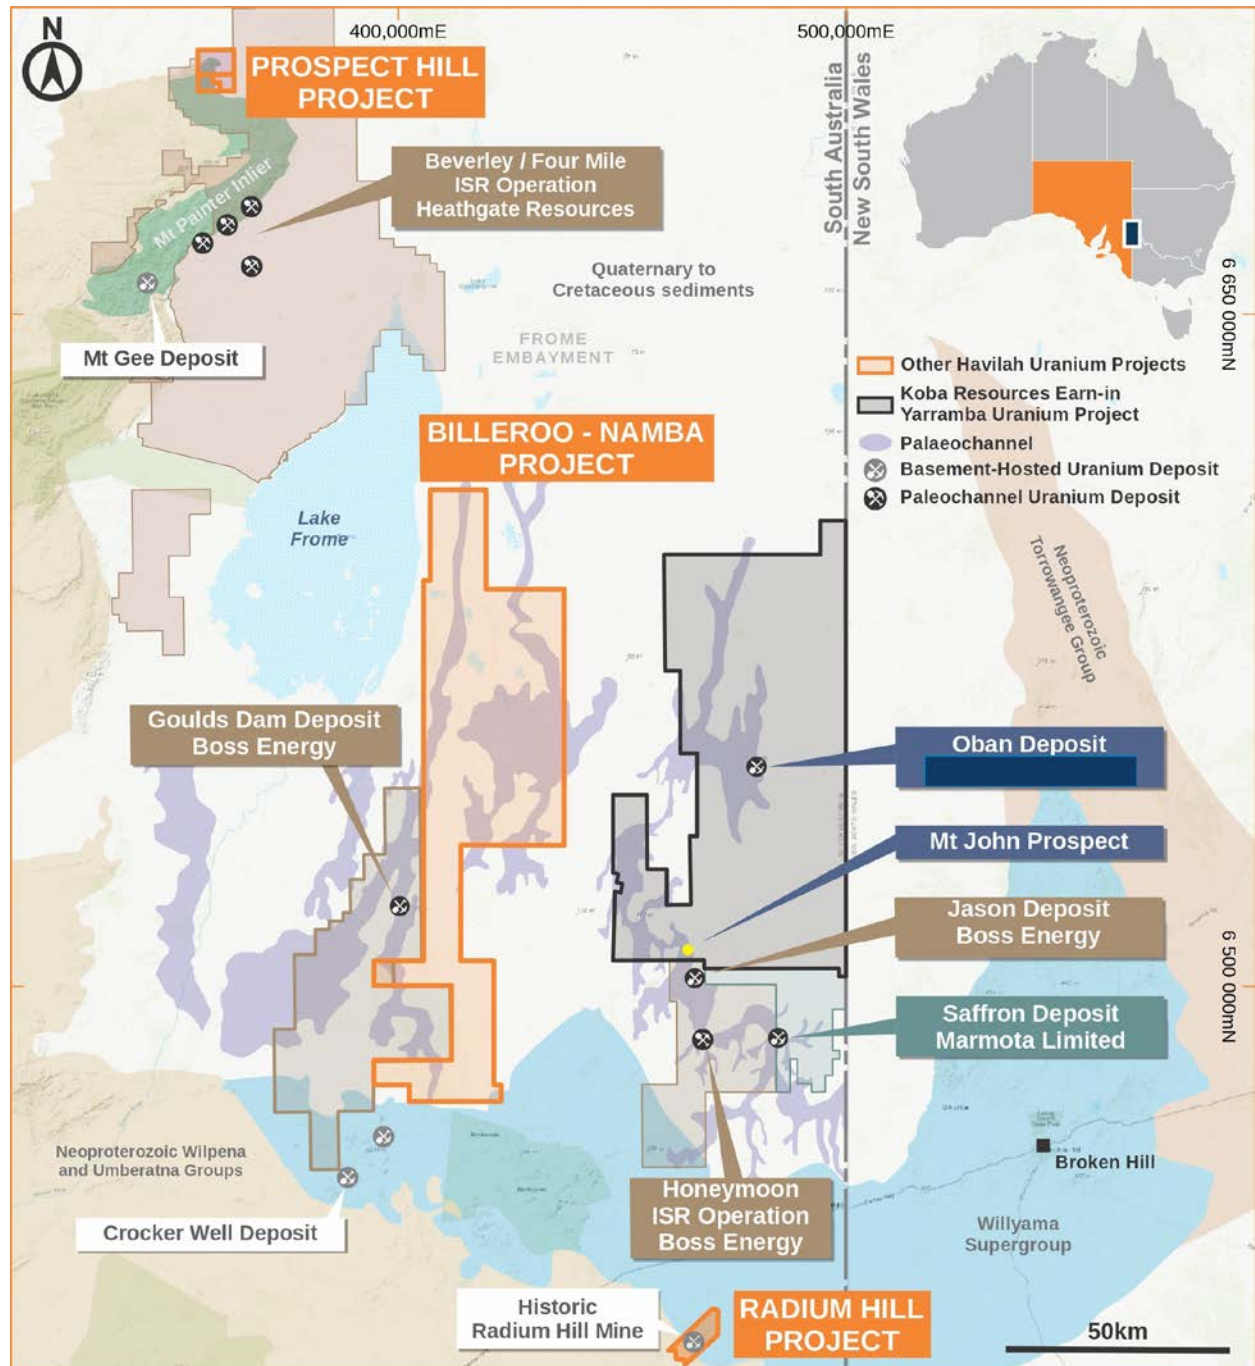 N
400,000mE
500,000mE
PROSPECT HILL
PROJECT
South Australia
New South Wales
Beverley / Four Mile
ISR Operation
Heathgate Resources
Mt Painter Inlier
Quaternary to
Cretaceous sediments
6 650 000mN
FROME
EMBAYMENT
Mt Gee Deposit
Other Havilah Uranium Projects
Koba Resources Earn-in
Yarramba Uranium Project
Palaeochannel
Basement-Hosted Uranium Deposit
Paleochannel Uranium Deposit
BILLEROO - NAMBA
PROJECT
Lake
Frome
Neoproterozoic
Torrowangee Group
Goulds Dam Deposit
Boss Energy
Oban Deposit
Mt John Prospect
Jason Deposit
Boss Energy
6 500 000mN
Saffron Deposit
Marmota Limited
Neoproterozoic Wilpena
and Umberatna Groups
Broken Hill
Crocker Well Deposit
Honeymoon
ISR Operation
Boss Energy
Willyama
Supergroup
Historic
Radium Hill Mine
RADIUM HILL
PROJECT
50km